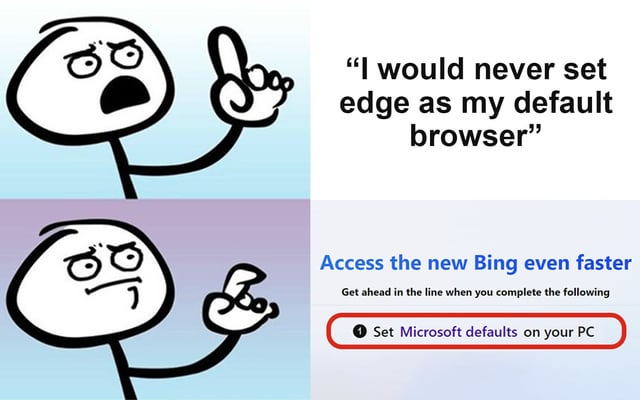 “I would never set
edge as my default
browser”
Access the new Bing even faster
Get ahead in the line when you complete the following
1 Set Microsoft defaults on your PC